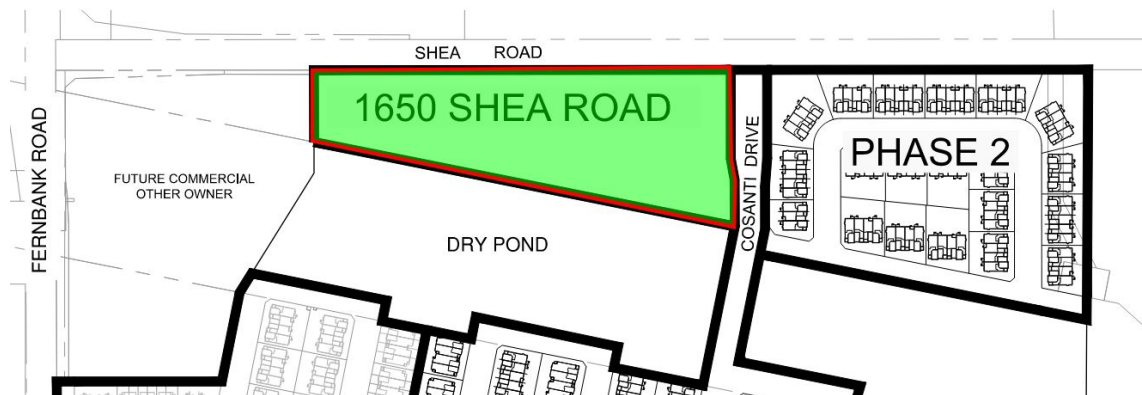 SHEA ROAD
1650 SHEA ROAD
FERNBANK ROAD
FUTURE COMMERCIAL
OTHER OWNER
DRY POND
COSANTI DRIVE
PHASE 2